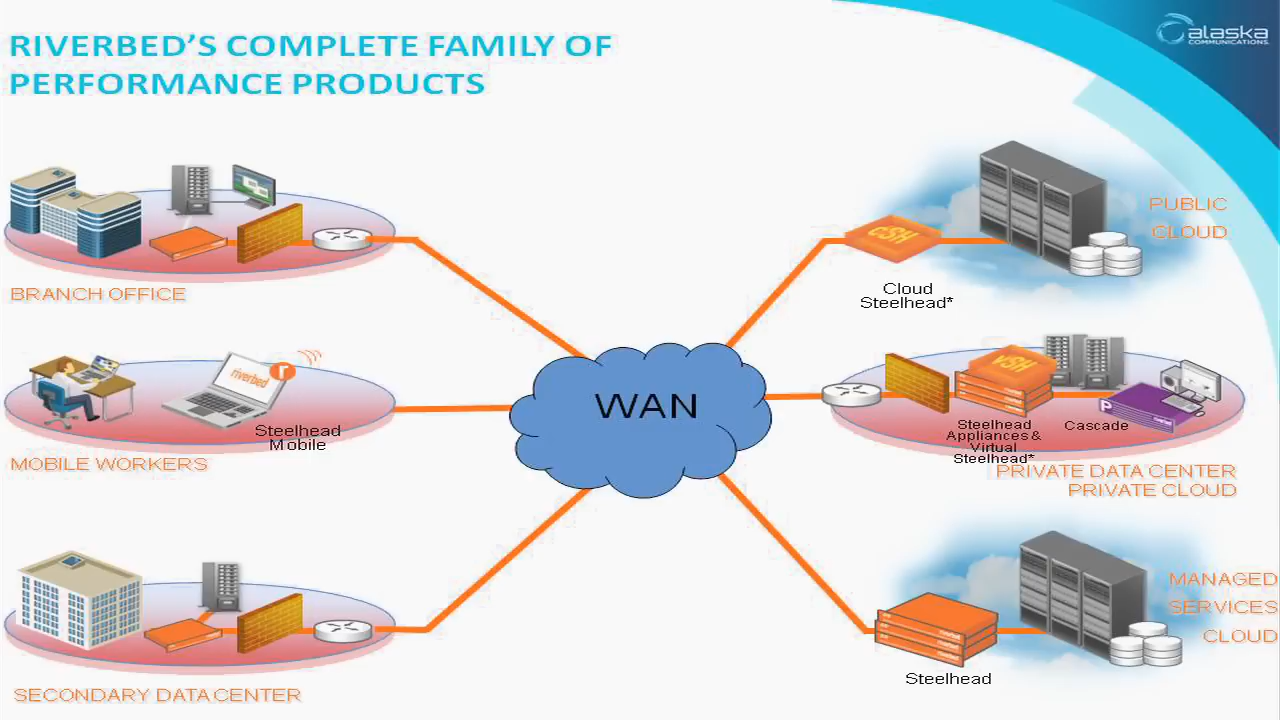 RIVERBED'S COMPLETE FAMILY OF
PERFORMANCE PRODUCTS
alaska
COMMUNICATIONS.
BRANCH OFFICE
riverbed
r
Steelhead
Mobile
MOBILE WORKERS
SECONDARY DATA CENTER
WAN
CSH
PUBLIC
CLOUD
Cloud
Steelhead*
VSH
P
Steelhead
Appliances &
Virtual
Steelhead*
Cascade
PRIVATE DATA CENTER
PRIVATE CLOUD
MANAGED
SERVICES
CLOUD
Steelhead